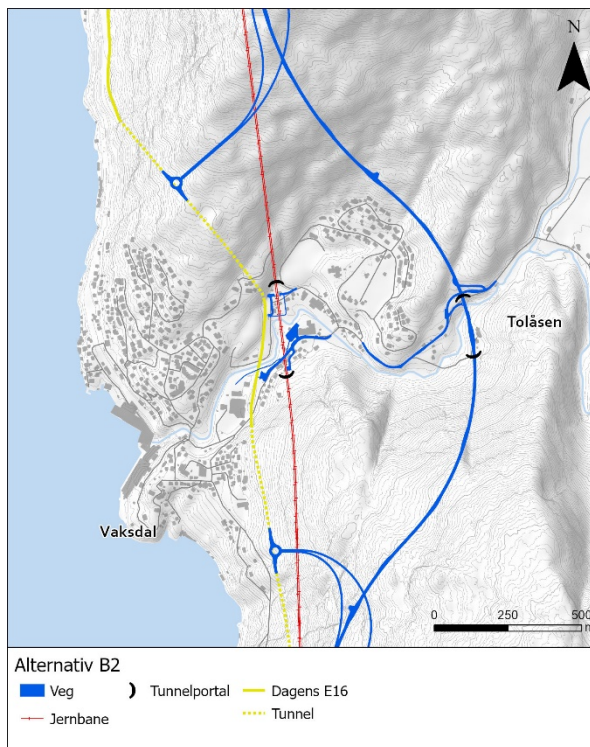 N
Tolåsen
Vaksdal
0 250 500
m
Alternativ B2
Veg
Tunnelportal
Dagens E16
Jernbane
Tunnel